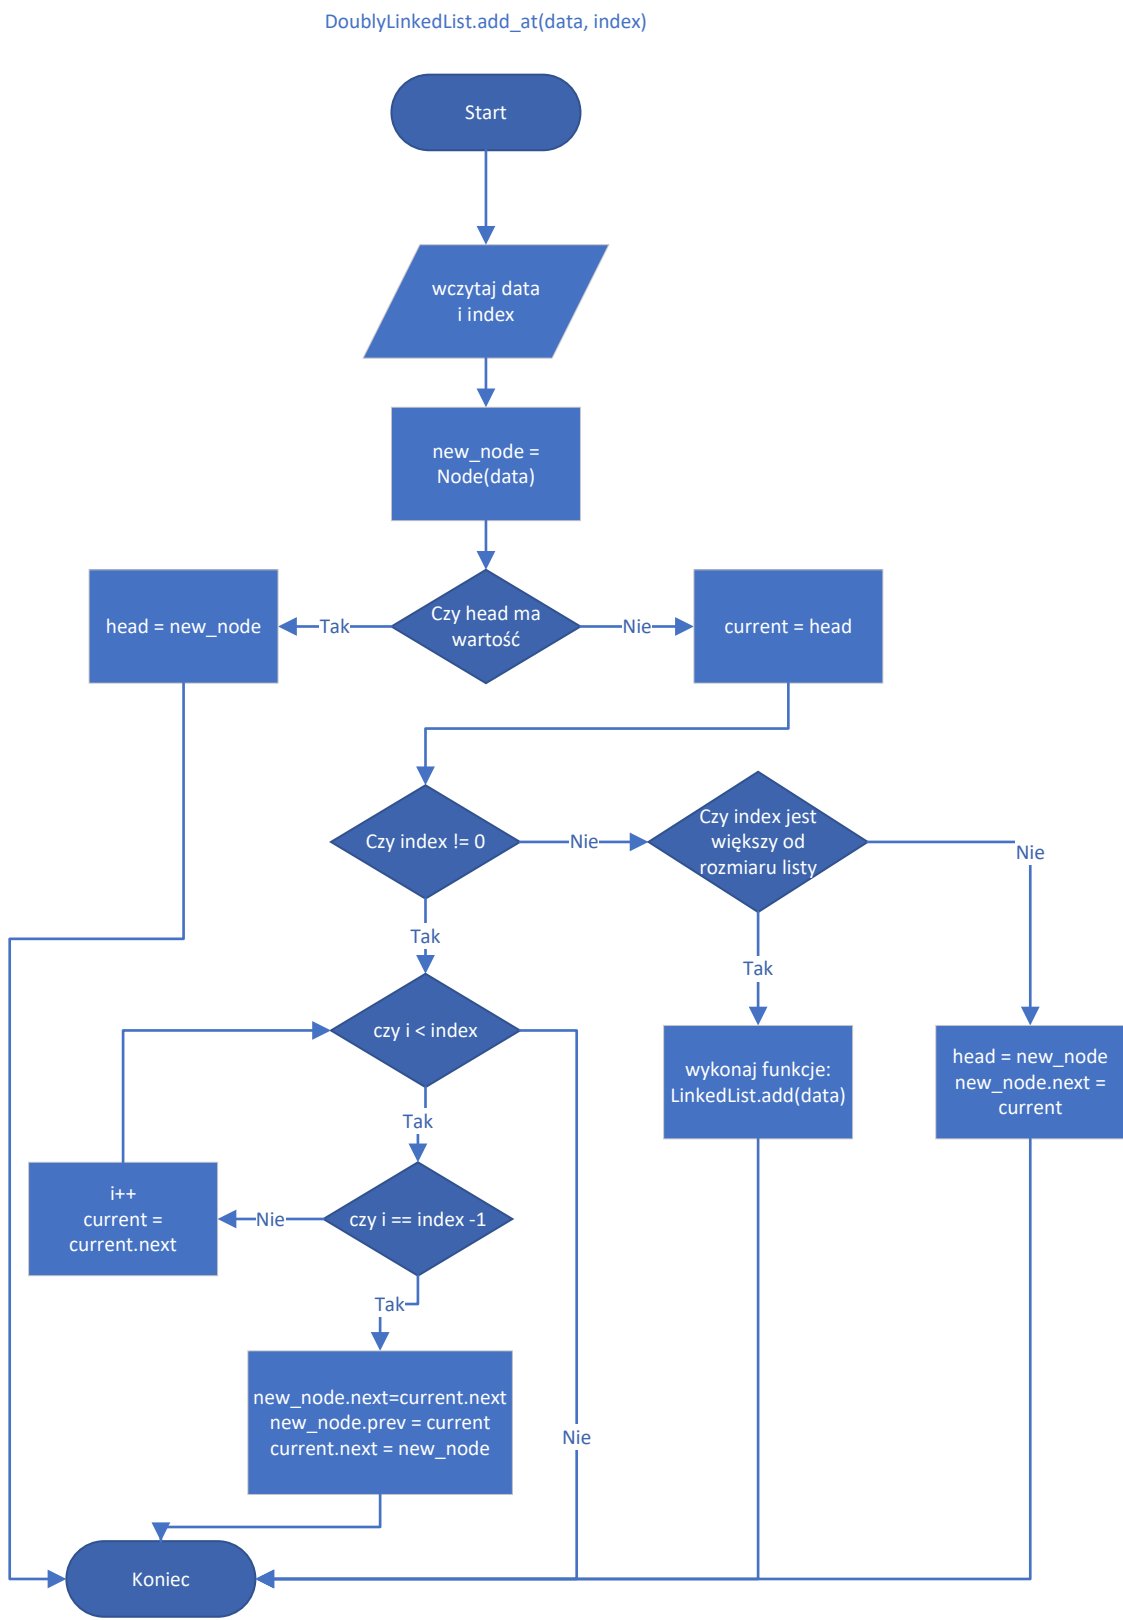 DoublyLinkedList.add_at(data, index)
Start
wczytaj data
i index
new_node =
Node(data)
Czy head ma
wartość
Tak
head = new_node
Nie
current = head
Czy index != 0
Nie
Czy index jest
większy od
rozmiaru listy
Nie
Tak
Tak
czy i < index
wykonaj funkcje:
LinkedList.add(data)
head = new_node
new_node.next =
current
Tak
czy i == index -1
Nie
i++
current =
current.next
Tak
new_node.next=current.next
new_node.prev = current
current.next = new_node
Nie
Koniec